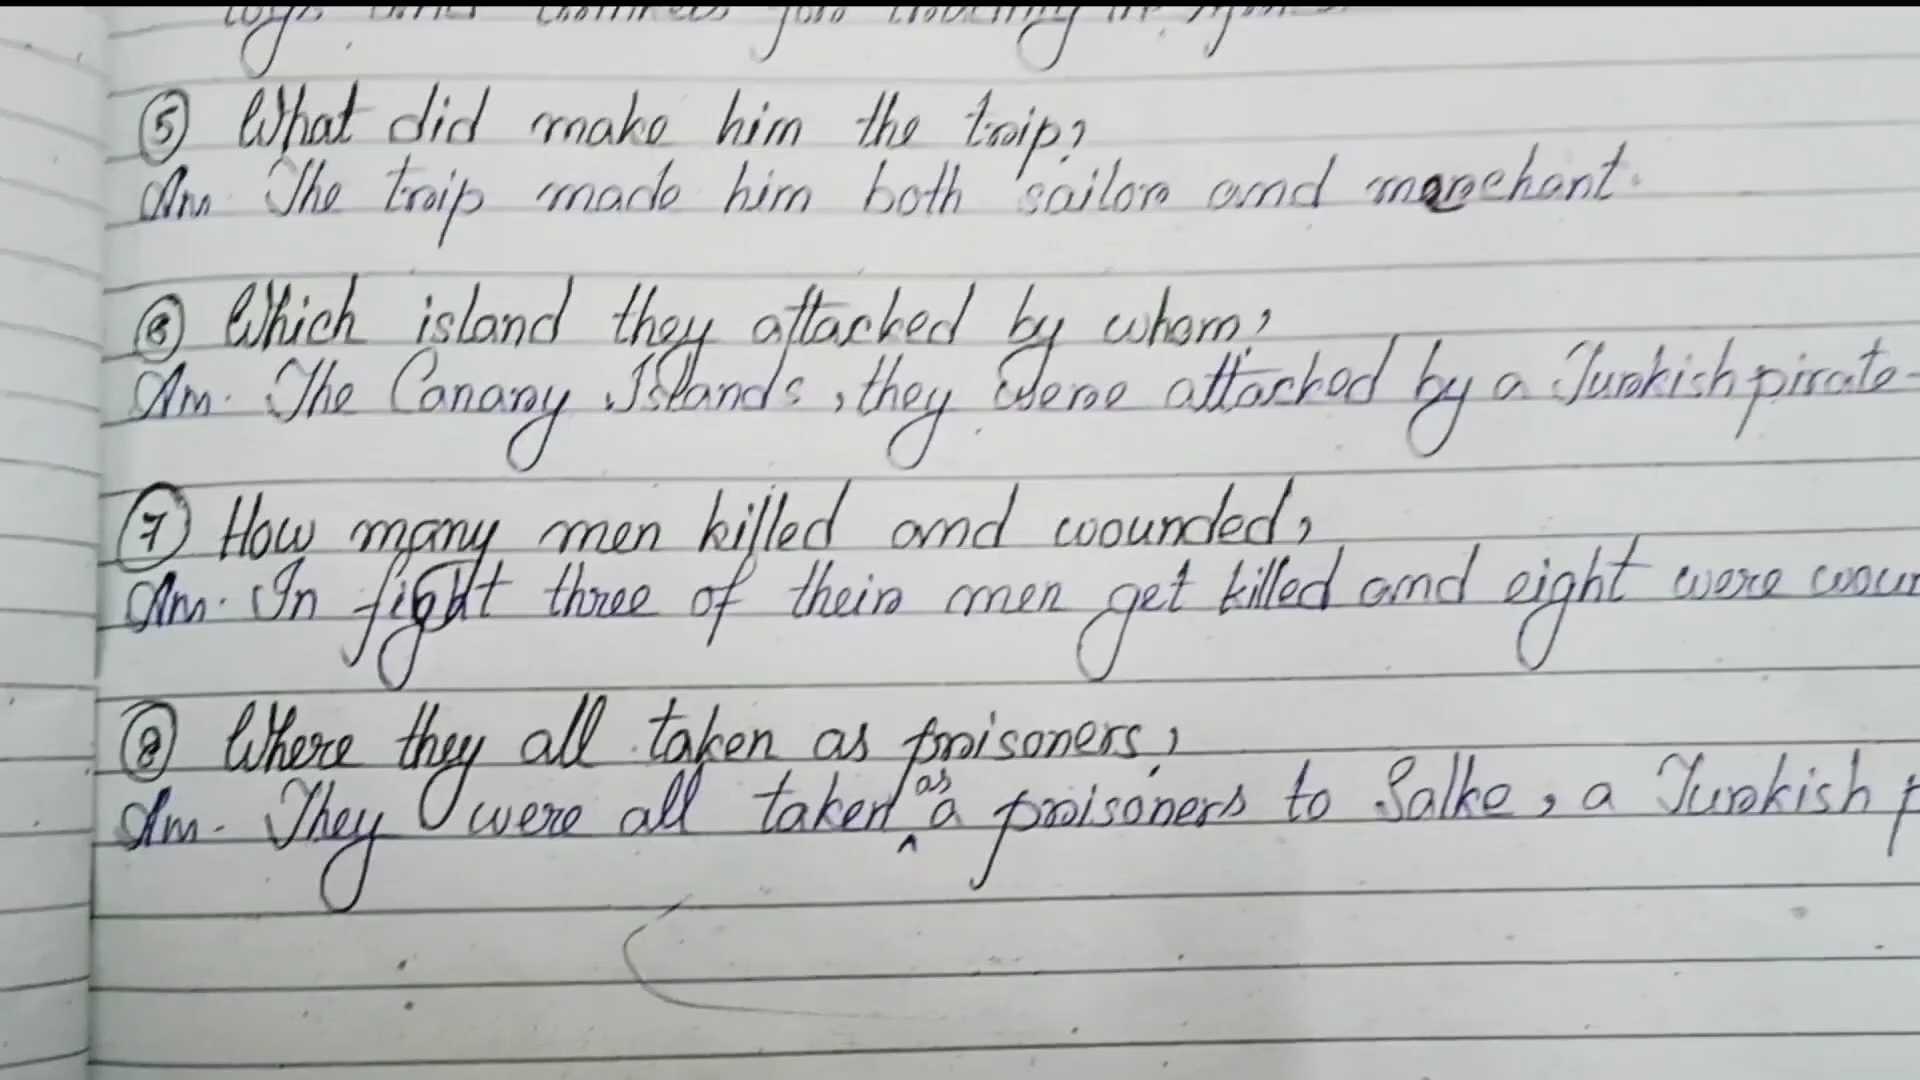 ⑤ What did make him the trip?
Ans. The trip made him both sailor and merchant.
⑥ Which island they attacked by whom?
Ans. The Canary Islands, they were attacked by a Turkish pirate-
⑦ How many men killed and wounded?
Ans. In fight three of their men get killed and eight were woun
⑧ Where they all taken as prisoners?
Ans. They were all taken as a prisoners to Salke, a Turkish p